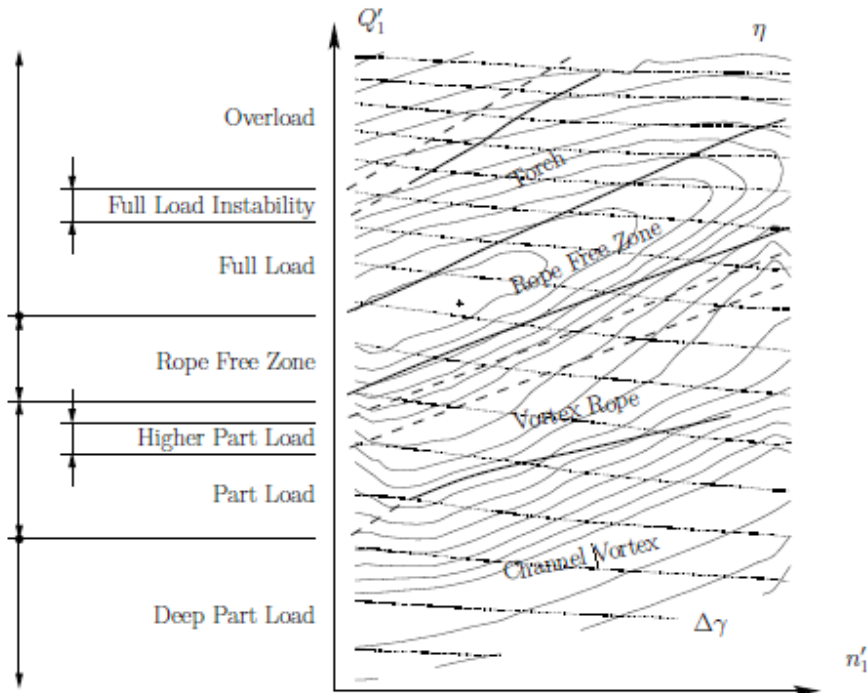 Q′1
η
Overload
Torch
Full Load Instability
Full Load
Rope Free Zone
Rope Free Zone
Vortex Rope
Higher Part Load
Part Load
Channel Vortex
Deep Part Load
Δγ
n′1